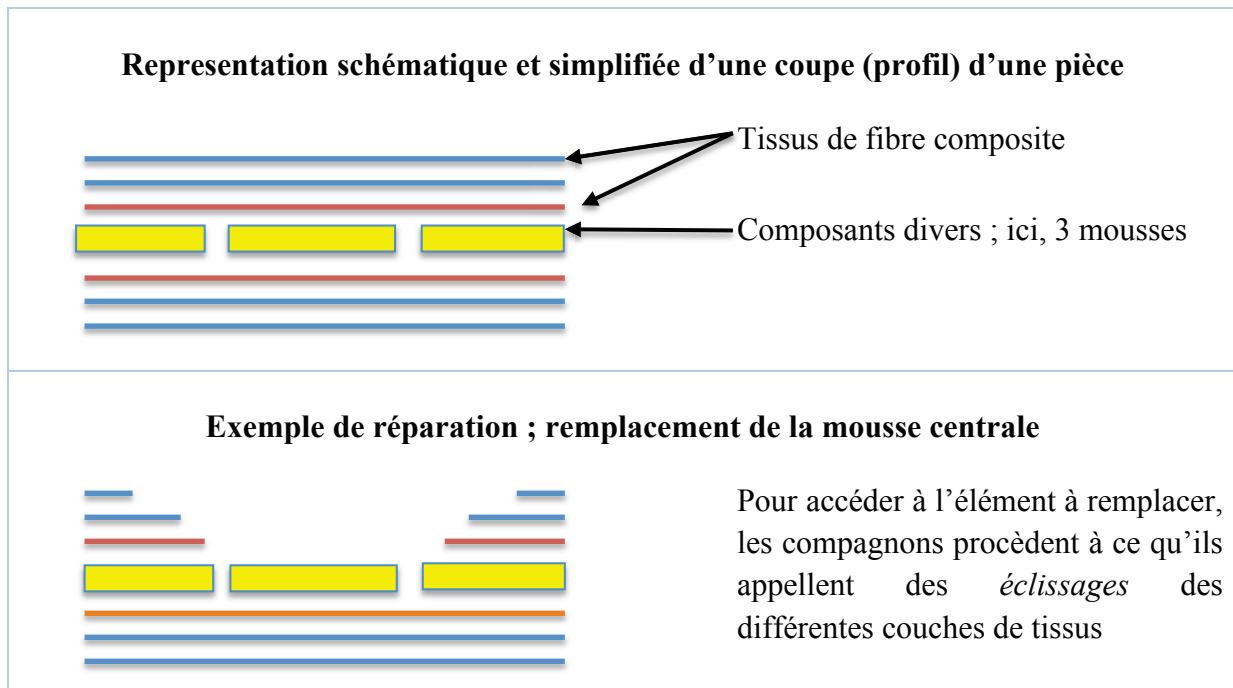 Representation schématique et simplifiée d’une coupe (profil) d’une pièce
Tissus de fibre composite
Composants divers ; ici, 3 mousses
Exemple de réparation ; remplacement de la mousse centrale
Pour accéder à l’élément à remplacer,
les compagnons procèdent à ce qu’ils
appellent des éclissages des
différentes couches de tissus